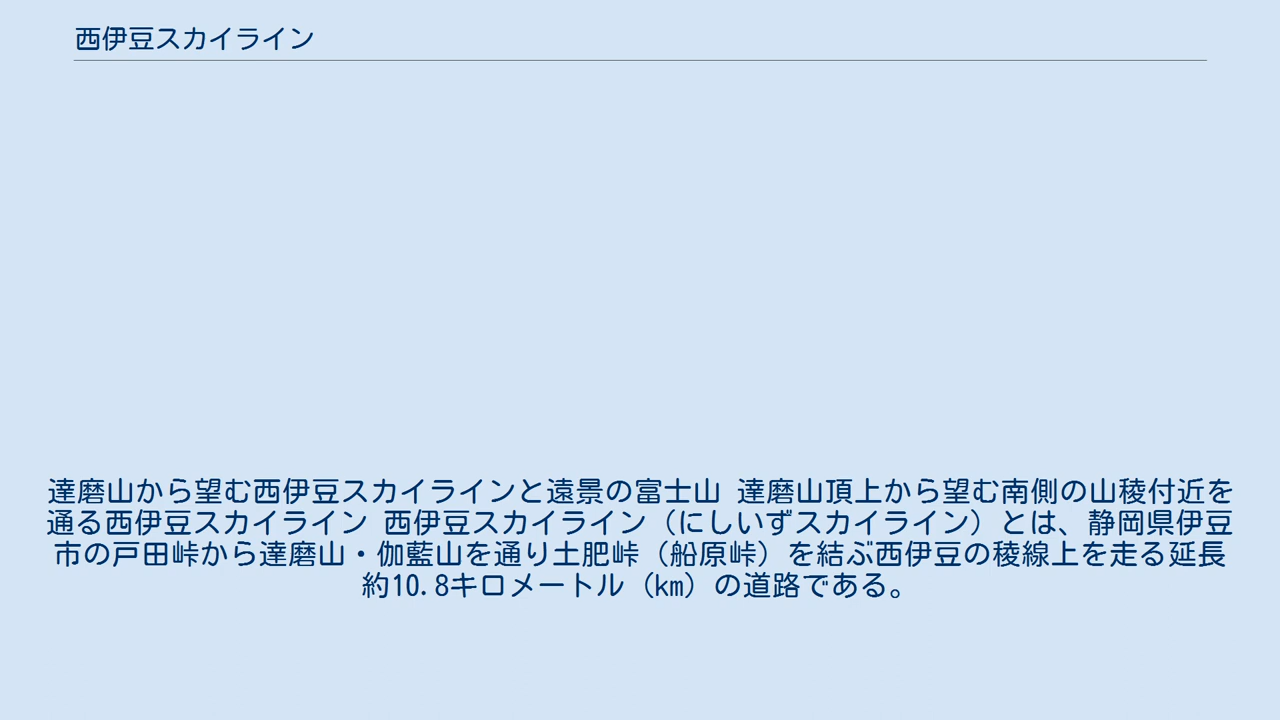 西伊豆スカイライン
達磨山から望む西伊豆スカイラインと遠景の富士山 達磨山頂上から望む南側の山稜付近を
通る西伊豆スカイライン 西伊豆スカイライン（にしいずスカイライン）とは、静岡県伊豆
市の戸田峠から達磨山・伽藍山を通り土肥峠（船原峠）を結ぶ西伊豆の稜線上を走る延長
約10.8キロメートル（km）の道路である。